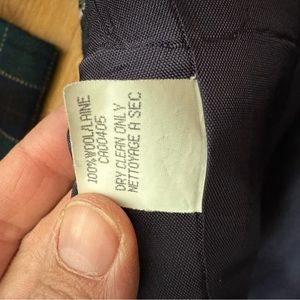 100%WOOL/LAINE
CA00405
DRY CLEAN ONLY
NETTOYAGE A SEC